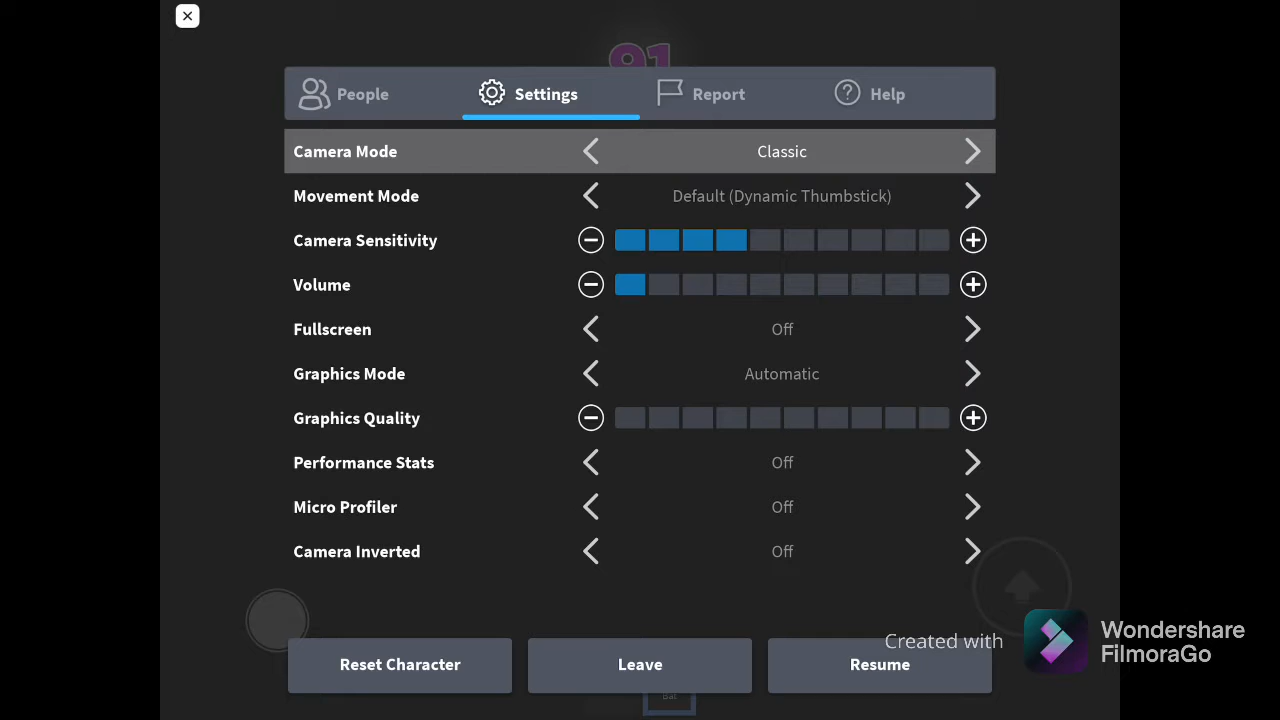 91
People
Settings
Report
Help
Camera Mode
Classic
Movement Mode
Default (Dynamic Thumbstick)
Camera Sensitivity
Volume
Fullscreen
Off
Graphics Mode
Automatic
Graphics Quality
Performance Stats
Off
Micro Profiler
Off
Camera Inverted
Off
Reset Character
Leave
Resume
Created with
Wondershare
FilmoraGo
Bat